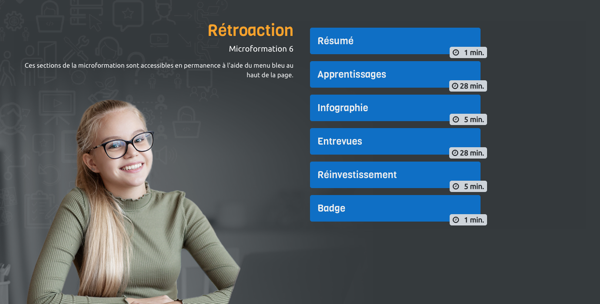 Rétroaction
Microformation 6
Ces sections de la microformation sont accessibles en permanence à l'aide du menu bleu au
haut de la page.
Résumé
1 min.
Apprentissages
28 min.
Infographie
5 min.
Entrevues
28 min.
Réinvestissement
5 min.
Badge
1 min.